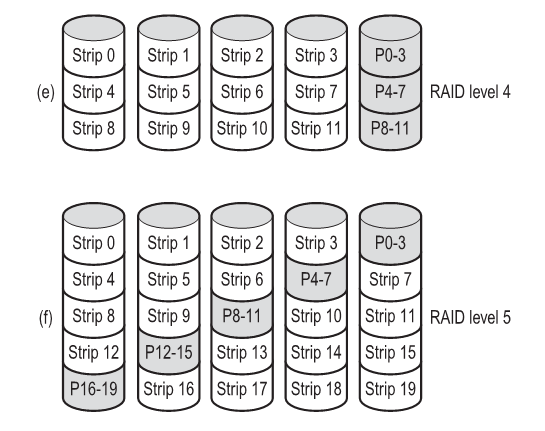 Strip 0 Strip 1 Strip 2 Strip 3 P0-3
(e) Strip 4 Strip 5 Strip 6 Strip 7 P4-7 RAID level 4
Strip 8 Strip 9 Strip 10 Strip 11 P8-11
Strip 0 Strip 1 Strip 2 Strip 3 P0-3
Strip 4 Strip 5 Strip 6 P4-7 Strip 7
(f) Strip 8 Strip 9 P8-11 Strip 10 Strip 11 RAID level 5
Strip 12 P12-15 Strip 13 Strip 14 Strip 15
P16-19 Strip 16 Strip 17 Strip 18 Strip 19